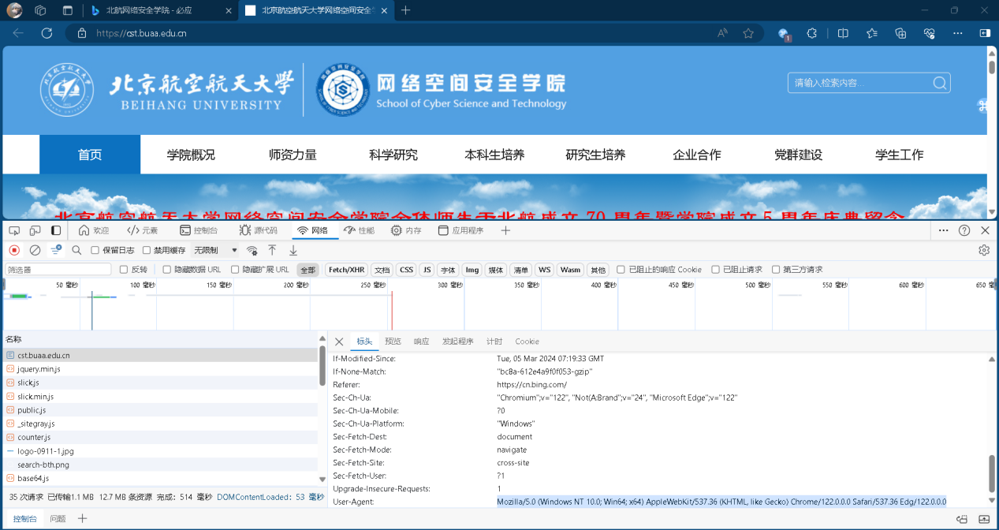 北航网络安全学院 - 必应
北京航空航天大学网络空间安全
https://cst.buaa.edu.cn
1
北京航空航天大学
BEIHANG UNIVERSITY
网络空间安全学院
School of Cyber Science and Technology
请输入检索内容...
首页 学院概况 师资力量 科学研究 本科生培养 研究生培养 企业合作 党群建设 学生工作
北京航空航天大学网络空间安全学院全体师生于北航成立 70 周年暨学院成立 5 周年庆典留念
欢迎 元素 控制台 源代码 网络 性能 内存 应用程序
保留日志 禁用缓存 无限制
筛选器 反转 隐藏数据 URL 隐藏扩展 URL 全部 Fetch/XHR 文档 CSS JS 字体 Img 媒体 清单 WS Wasm 其他 已阻止的响应 Cookie 已阻止请求 第三方请求
50 毫秒 100 毫秒 150 毫秒 200 毫秒 250 毫秒 300 毫秒 350 毫秒 400 毫秒 450 毫秒 500 毫秒 550 毫秒 600 毫秒 650 毫
名称
cst.buaa.edu.cn
jquery.min.js
slick.js
slick.min.js
public.js
_sitegray.js
counter.js
logo-0911-1.jpg
search-bth.png
base64.js
35 次请求 已传输1.1 MB 12.7 MB 条资源 完成: 514 毫秒 DOMContentLoaded: 53 毫秒
标头 预览 响应 发起程序 计时 Cookie
If-Modified-Since: Tue, 05 Mar 2024 07:19:33 GMT
If-None-Match: "bc8a-612e4a9f0f053-gzip"
Referer: https://cn.bing.com/
Sec-Ch-Ua: "Chromium";v="122", "Not(A:Brand";v="24", "Microsoft Edge";v="122"
Sec-Ch-Ua-Mobile: ?0
Sec-Ch-Ua-Platform: "Windows"
Sec-Fetch-Dest: document
Sec-Fetch-Mode: navigate
Sec-Fetch-Site: cross-site
Sec-Fetch-User: ?1
Upgrade-Insecure-Requests: 1
User-Agent: Mozilla/5.0 (Windows NT 10.0; Win64; x64) AppleWebKit/537.36 (KHTML, like Gecko) Chrome/122.0.0.0 Safari/537.36 Edg/122.0.0.0
控制台 问题